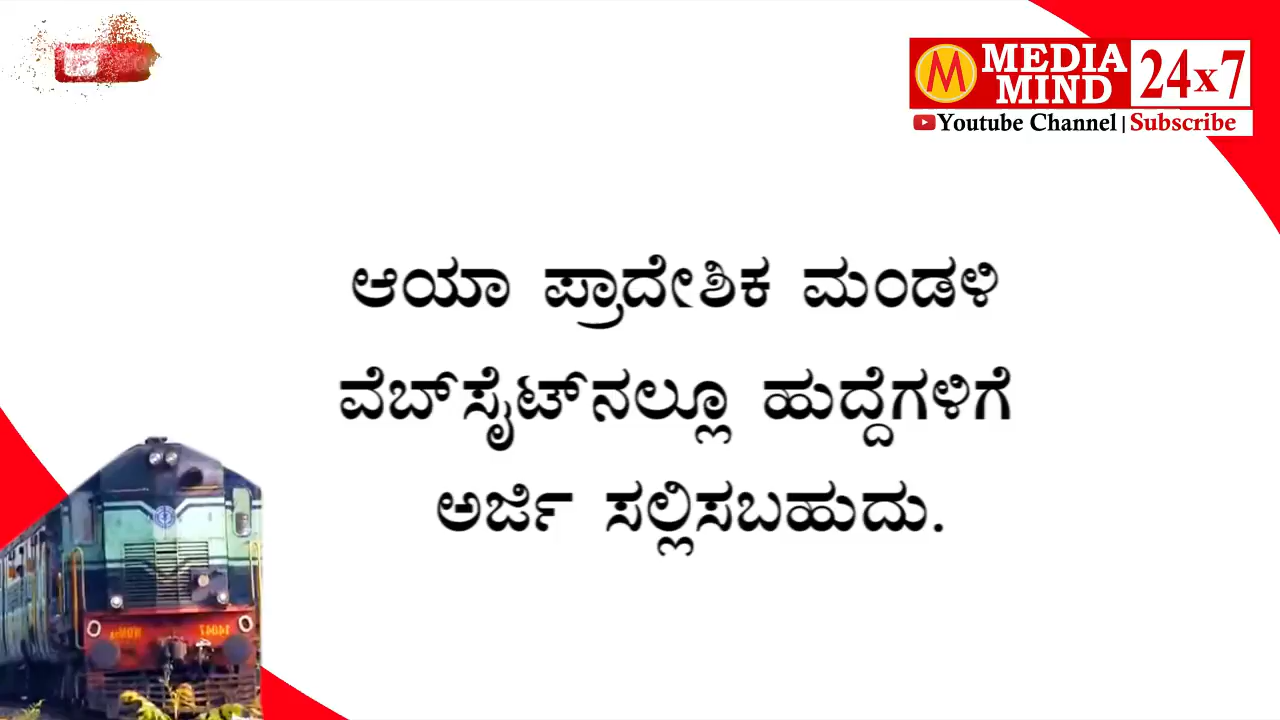 MEDIA
MIND
24x7
Youtube Channel | Subscribe
ಆಯಾ ಪ್ರಾದೇಶಿಕ ಮಂಡಳಿ
ವೆಬ್‌ಸೈಟ್‌ನಲ್ಲೂ ಹುದ್ದೆಗಳಿಗೆ
ಅರ್ಜಿ ಸಲ್ಲಿಸಬಹುದು.